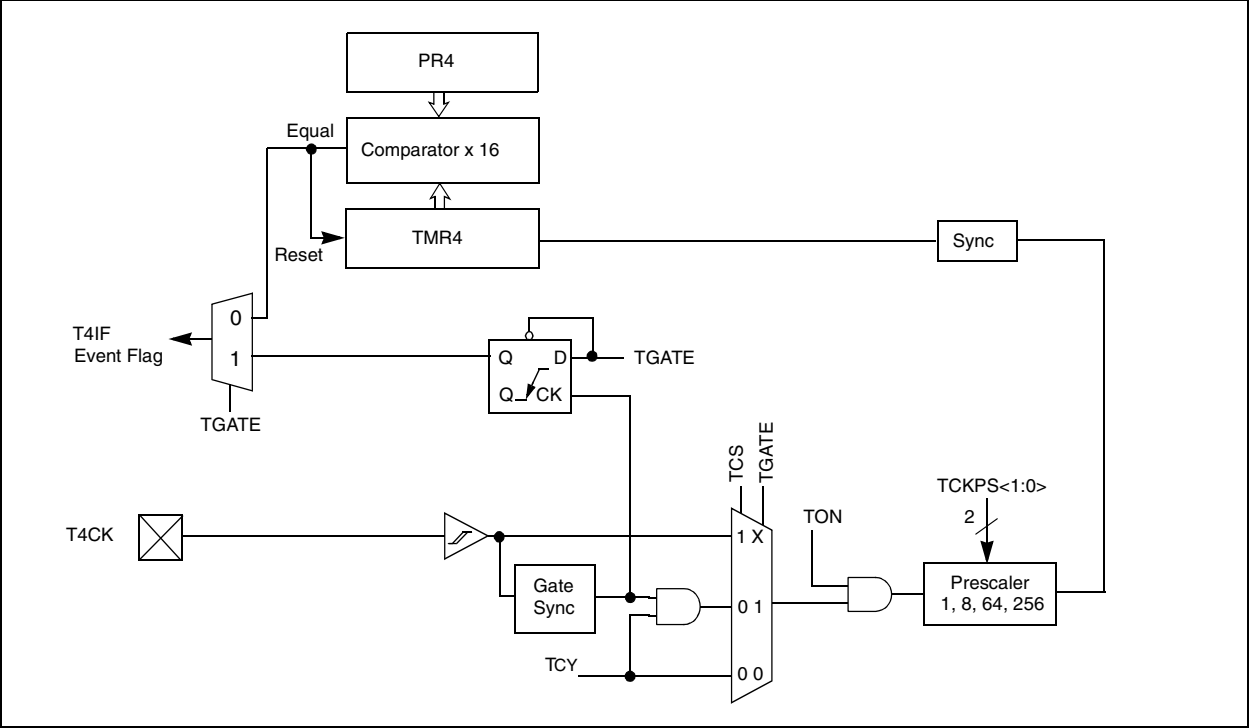 PR4
Equal
Comparator x 16
TMR4
Reset
Sync
0
1
T4IF
Event Flag
TGATE
Q
D
Q
CK
TGATE
TCS
TGATE
TCKPS<1:0>
2
T4CK
1 X
TON
Gate
Sync
0 1
Prescaler
1, 8, 64, 256
TCY
0 0